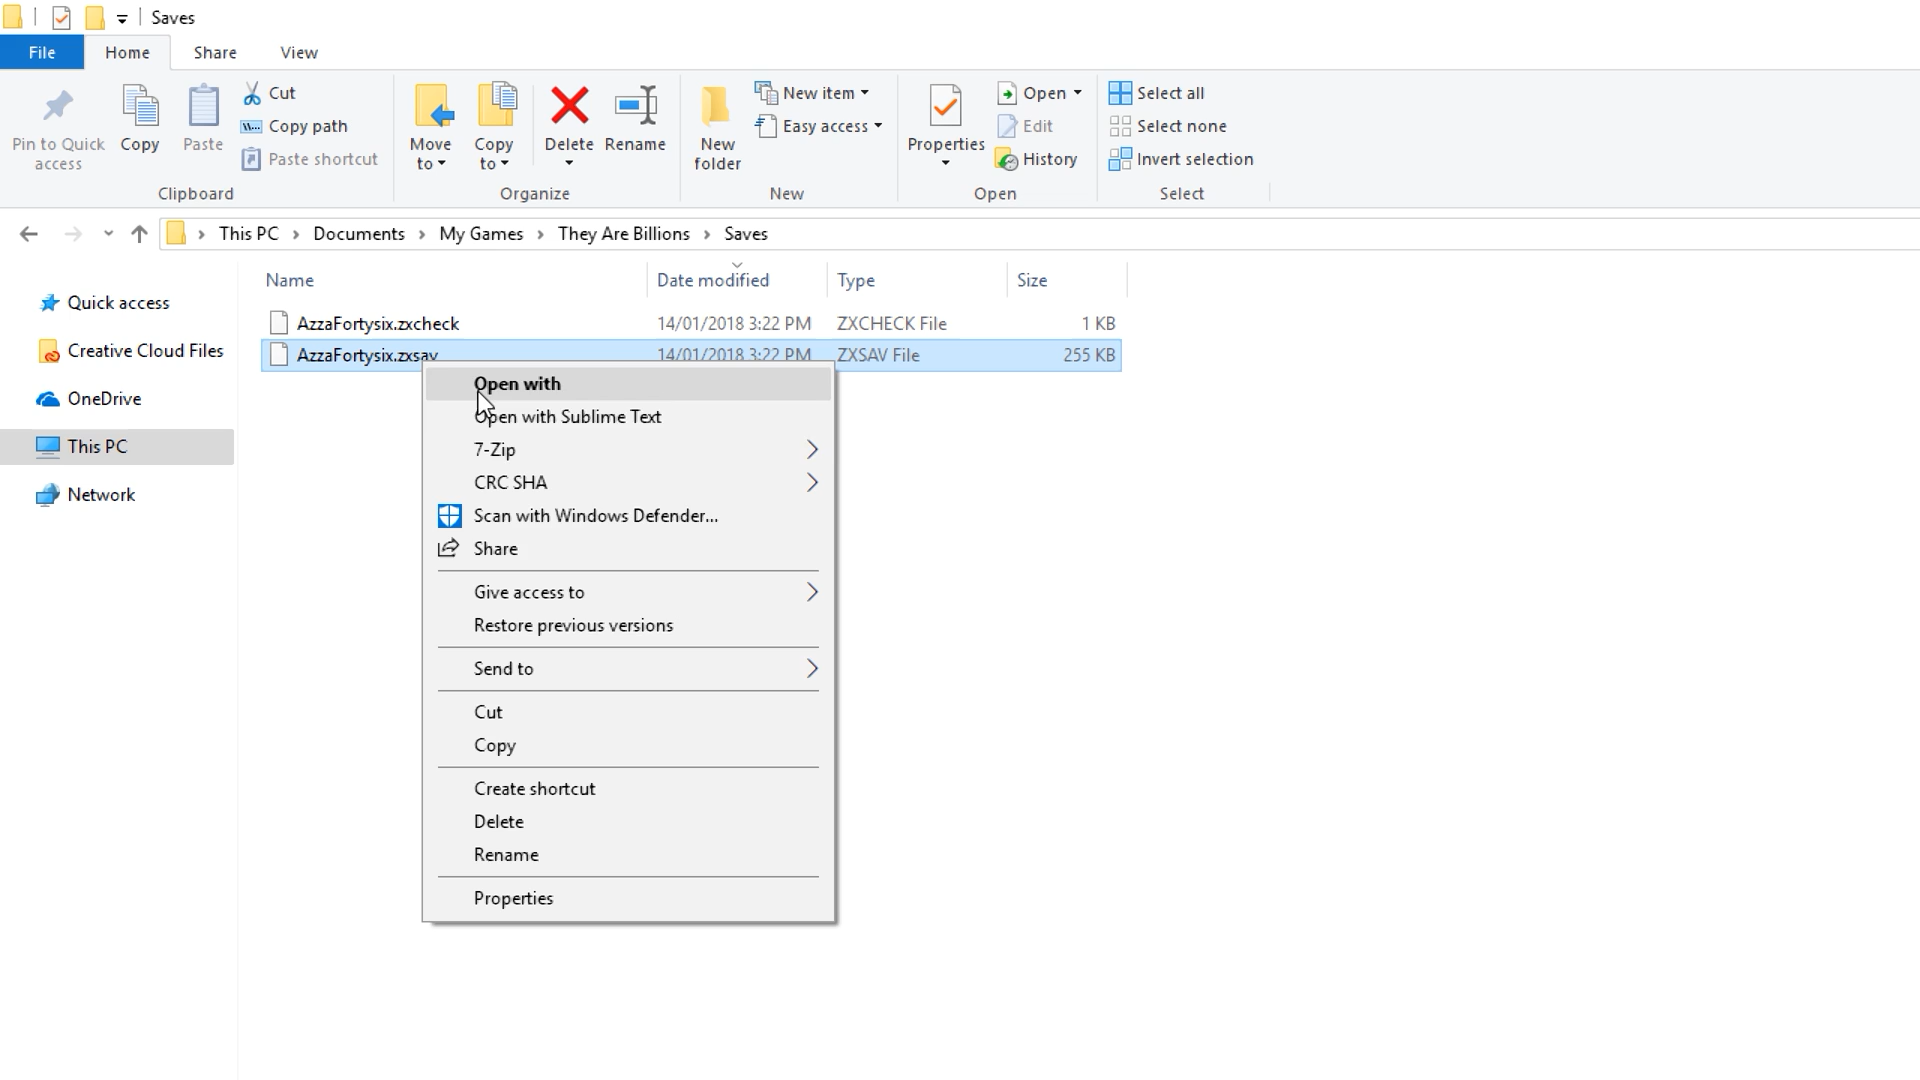 Saves
File Home Share View
Pin to Quick access
Copy
Paste
Cut
Copy path
Paste shortcut
Clipboard
Move to
Copy to
Delete
Rename
Organize
New folder
New item
Easy access
New
Properties
Open
Edit
History
Open
Select all
Select none
Invert selection
Select
This PC > Documents > My Games > They Are Billions > Saves
Quick access
Creative Cloud Files
OneDrive
This PC
Network
Name Date modified Type Size
AzzaFortysix.zxcheck 14/01/2018 3:22 PM ZXCHECK File 1 KB
AzzaFortysix.zxsav 14/01/2018 3:22 PM ZXSAV File 255 KB
Open with
Open with Sublime Text
7-Zip
CRC SHA
Scan with Windows Defender...
Share
Give access to
Restore previous versions
Send to
Cut
Copy
Create shortcut
Delete
Rename
Properties